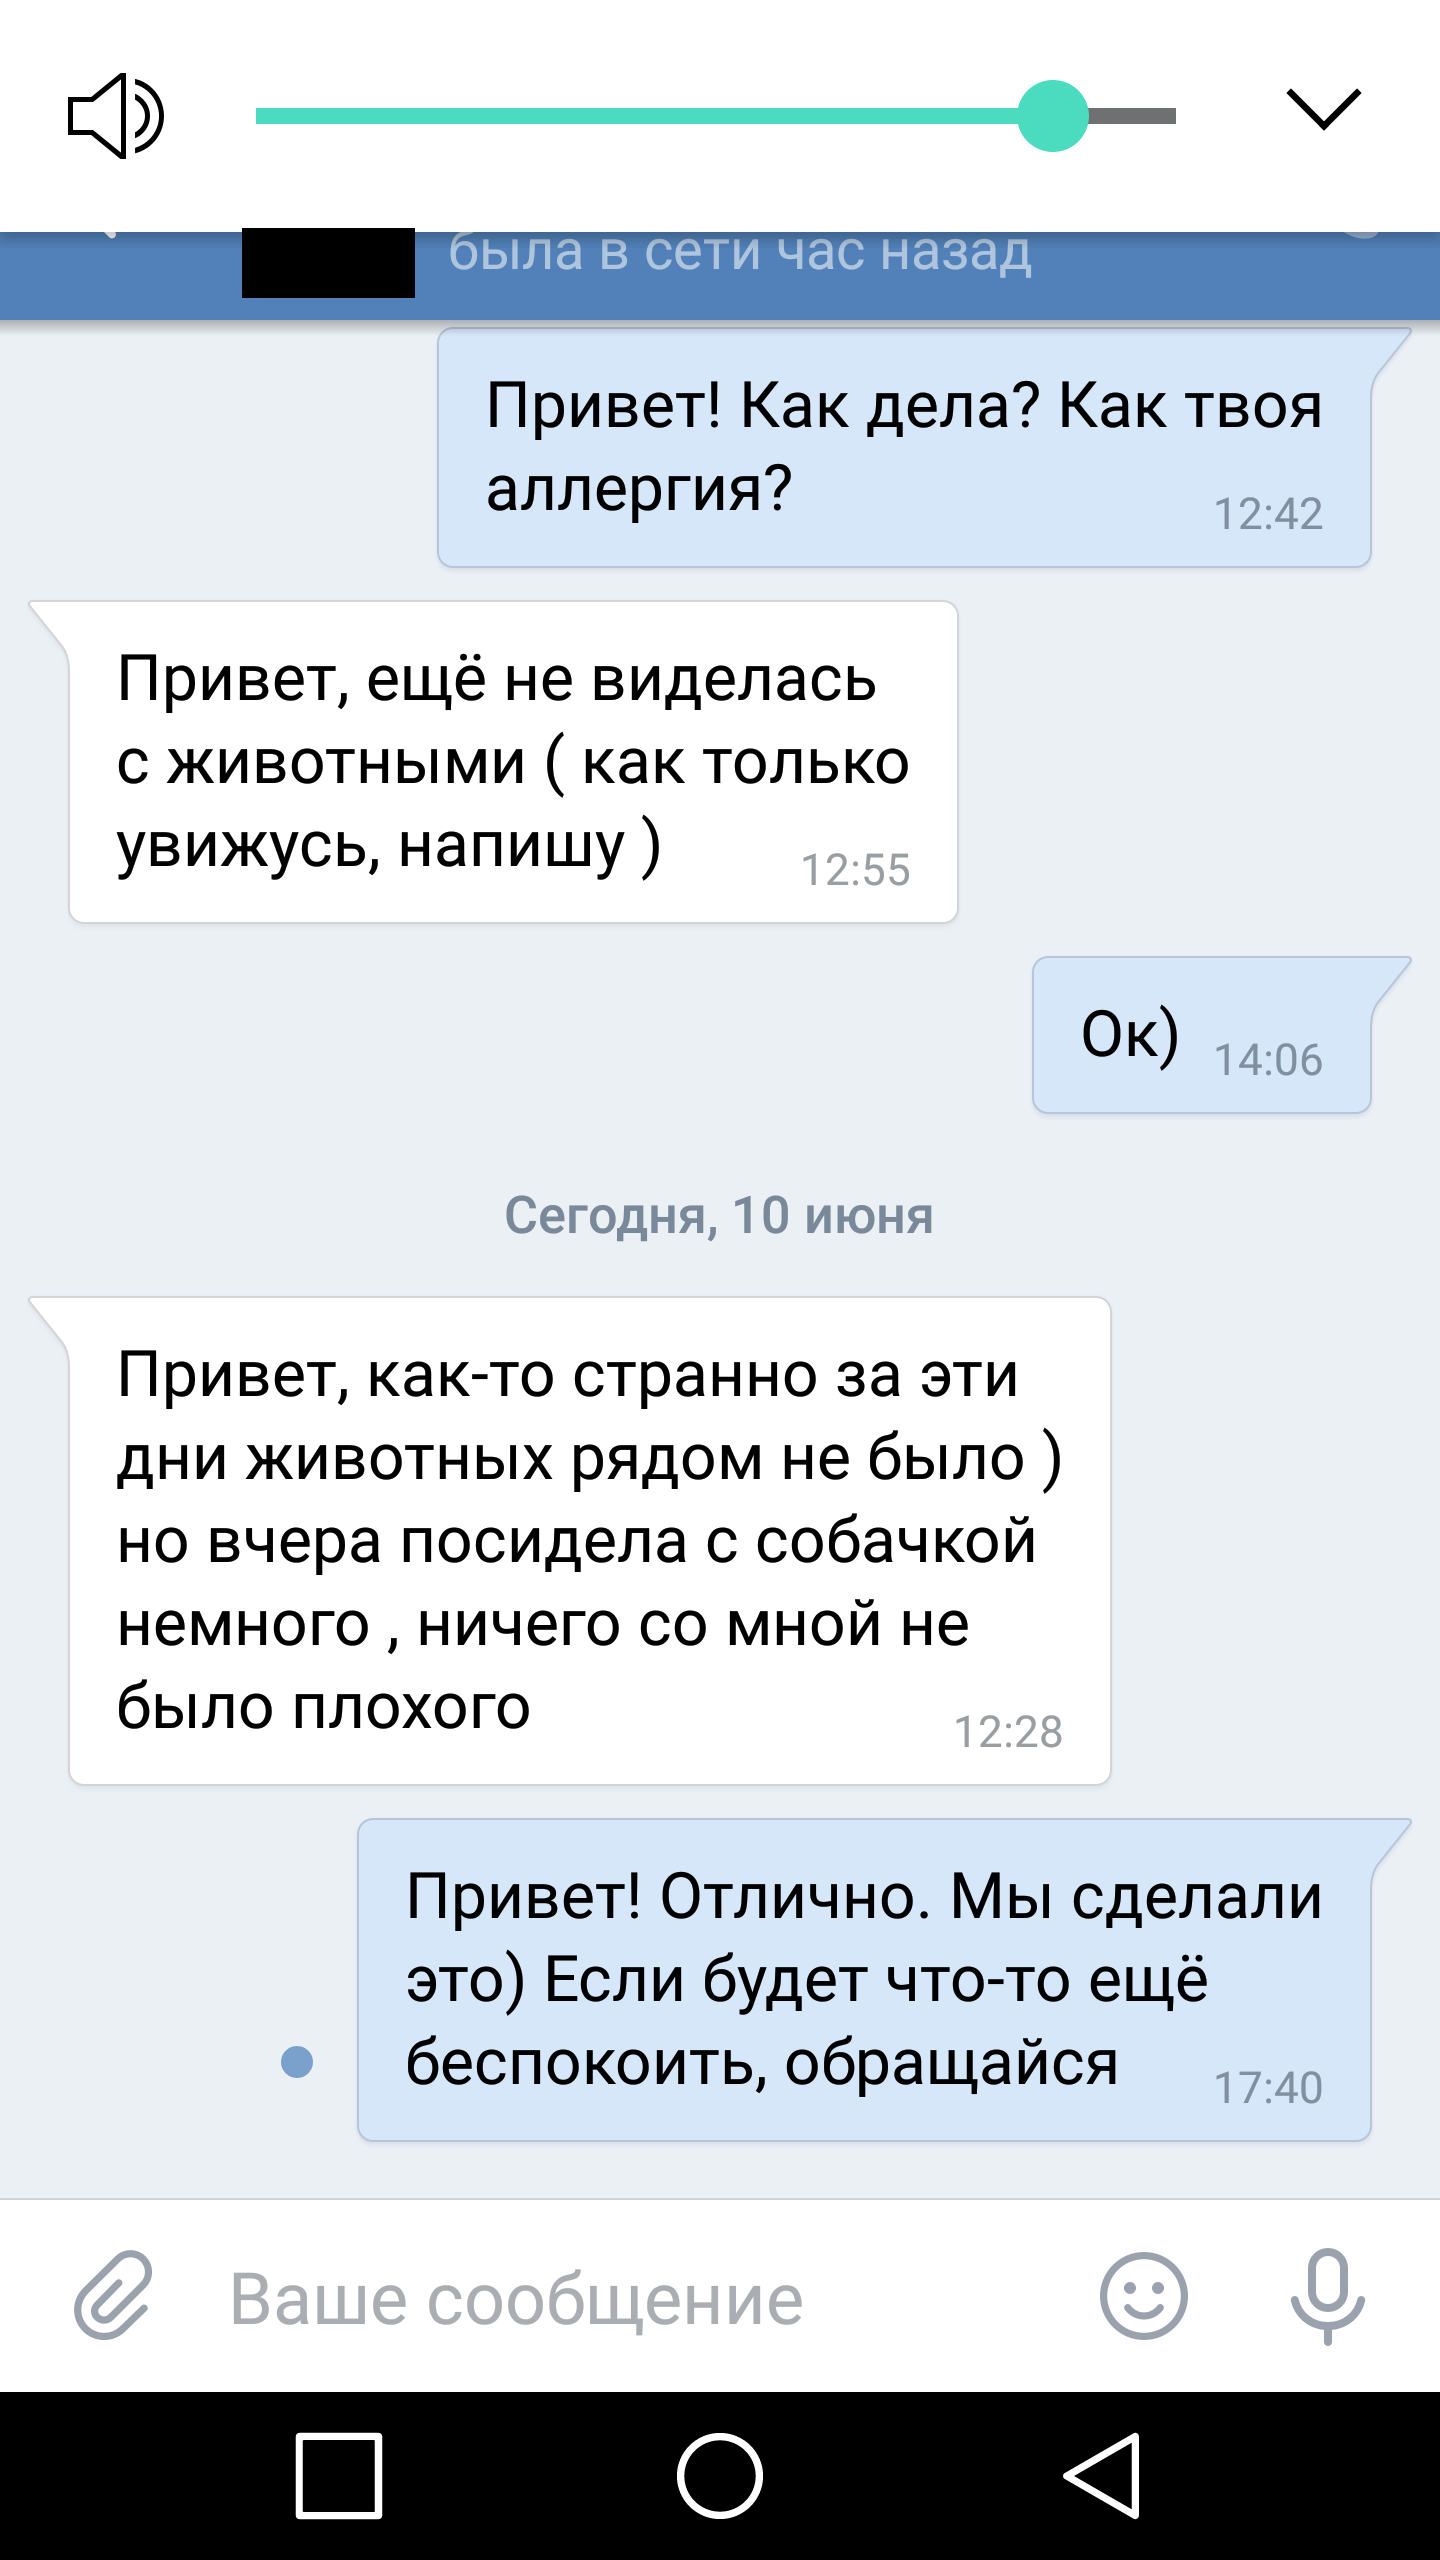 была в сети час назад
Привет! Как дела? Как твоя
аллергия?
12:42
Привет, ещё не виделась
с животными ( как только
увижусь, напишу )
12:55
Ок) 14:06
Сегодня, 10 июня
Привет, как-то странно за эти
дни животных рядом не было )
но вчера посидела с собачкой
немного , ничего со мной не
было плохого
12:28
Привет! Отлично. Мы сделали
это) Если будет что-то ещё
беспокоить, обращайся
17:40
Ваше сообщение